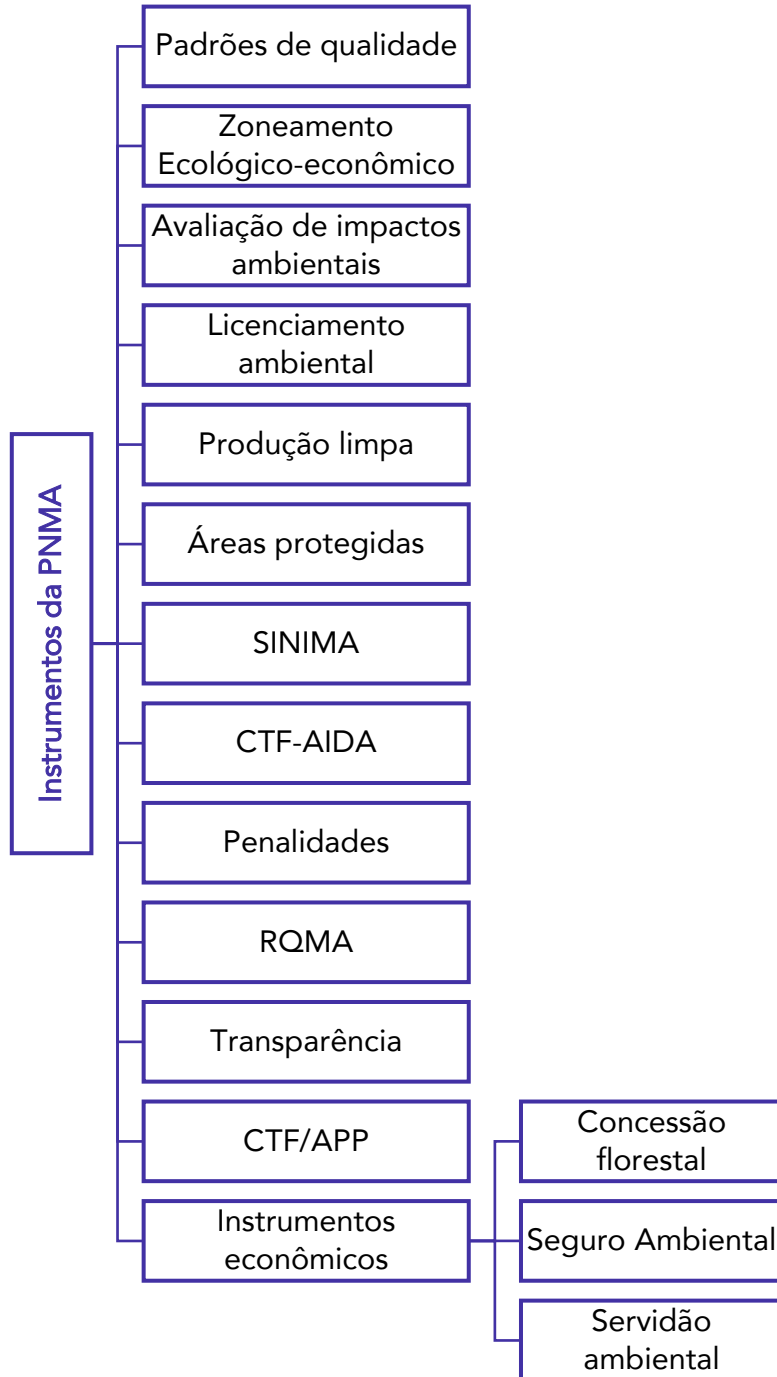 Instrumentos da PNMA
Padrões de qualidade
Zoneamento
Ecológico-econômico
Avaliação de impactos
ambientais
Licenciamento
ambiental
Produção limpa
Áreas protegidas
SINIMA
CTF-AIDA
Penalidades
RQMA
Transparência
CTF/APP
Instrumentos
econômicos
Concessão
florestal
Seguro Ambiental
Servidão
ambiental